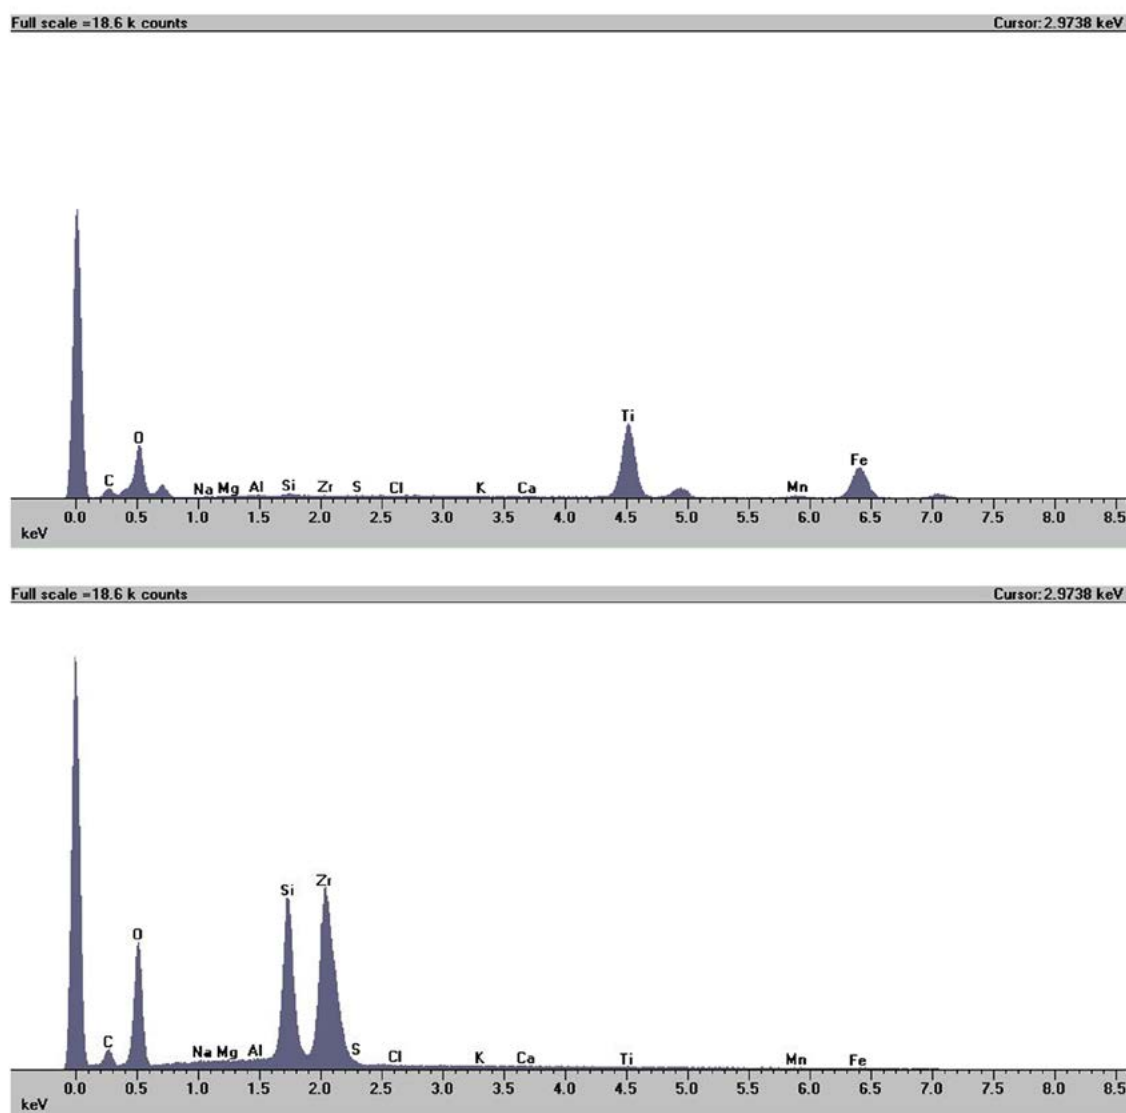 Full scale =18.6 k counts Cursor:2.9738 keV
Ti
O
Fe
C
Na Mg Al Si Zr S Cl K Ca Mn
0.0 0.5 1.0 1.5 2.0 2.5 3.0 3.5 4.0 4.5 5.0 5.5 6.0 6.5 7.0 7.5 8.0 8.5
keV
Full scale =18.6 k counts Cursor:2.9738 keV
Si Zr
O
C
Na Mg Al S Cl K Ca Ti Mn Fe
0.0 0.5 1.0 1.5 2.0 2.5 3.0 3.5 4.0 4.5 5.0 5.5 6.0 6.5 7.0 7.5 8.0 8.5
keV